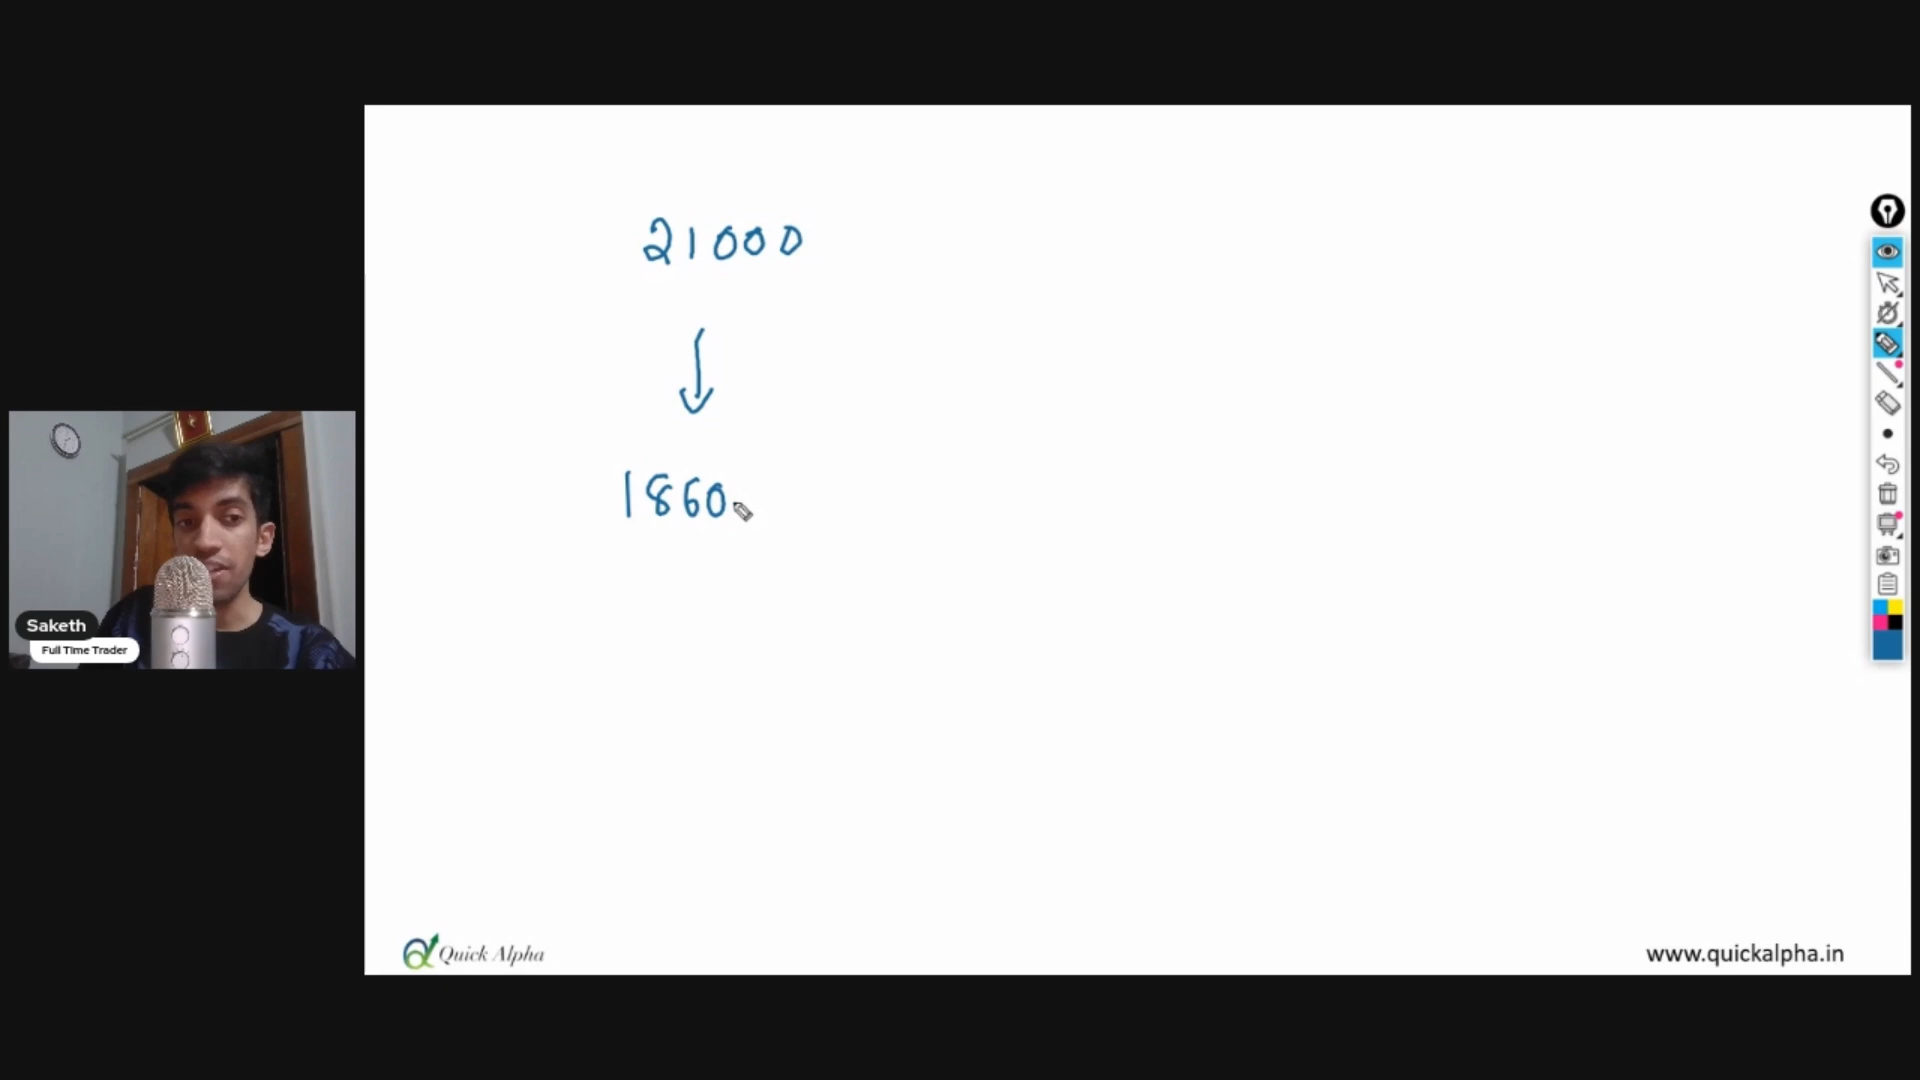 21000
1860
Saketh
Full Time Trader
Quick Alpha
www.quickalpha.in